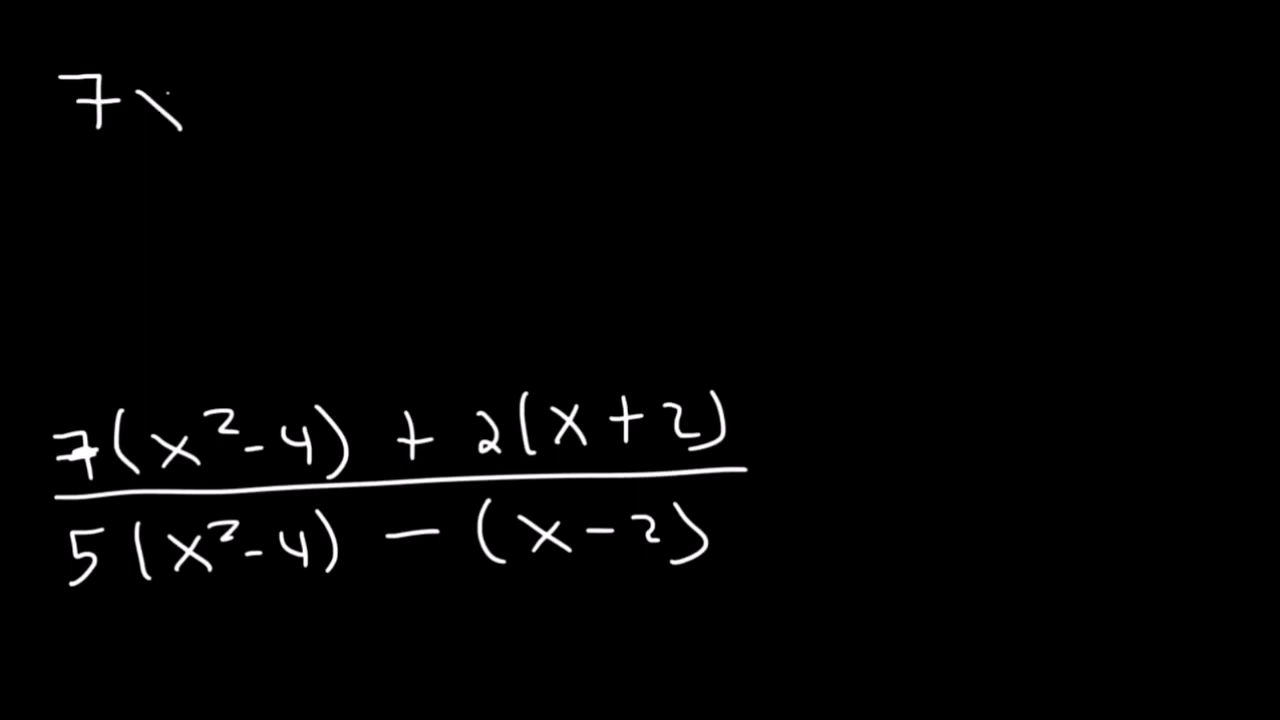 7
7(x²-4) + 2(x+2)
5(x²-4) - (x-2)